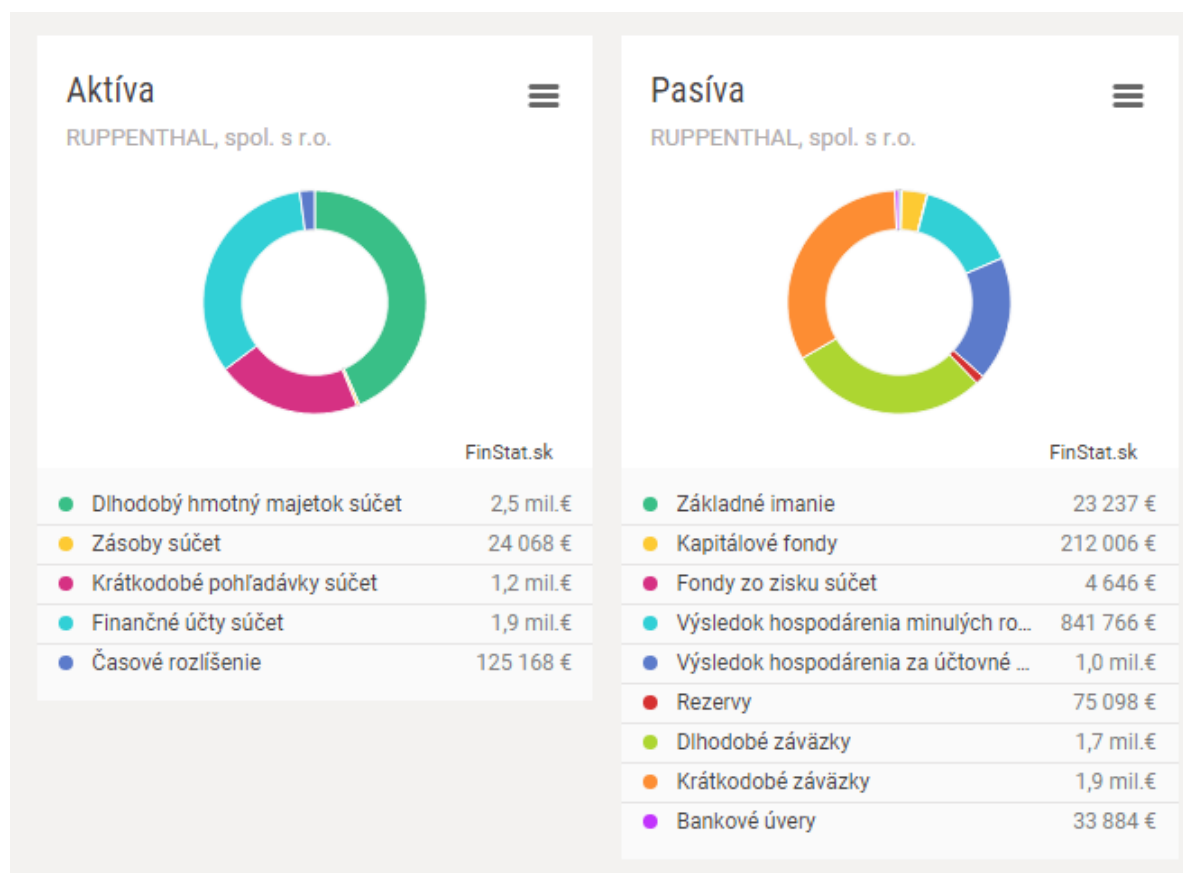 Aktíva
RUPPENTHAL, spol. s r.o.
FinStat.sk
Dlhodobý hmotný majetok súčet 2,5 mil.€
Zásoby súčet 24 068 €
Krátkodobé pohľadávky súčet 1,2 mil.€
Finančné účty súčet 1,9 mil.€
Časové rozlíšenie 125 168 €
Pasíva
RUPPENTHAL, spol. s r.o.
FinStat.sk
Základné imanie 23 237 €
Kapitálové fondy 212 006 €
Fondy zo zisku súčet 4 646 €
Výsledok hospodárenia minulých ro... 841 766 €
Výsledok hospodárenia za účtovné ... 1,0 mil.€
Rezervy 75 098 €
Dlhodobé záväzky 1,7 mil.€
Krátkodobé záväzky 1,9 mil.€
Bankové úvery 33 884 €